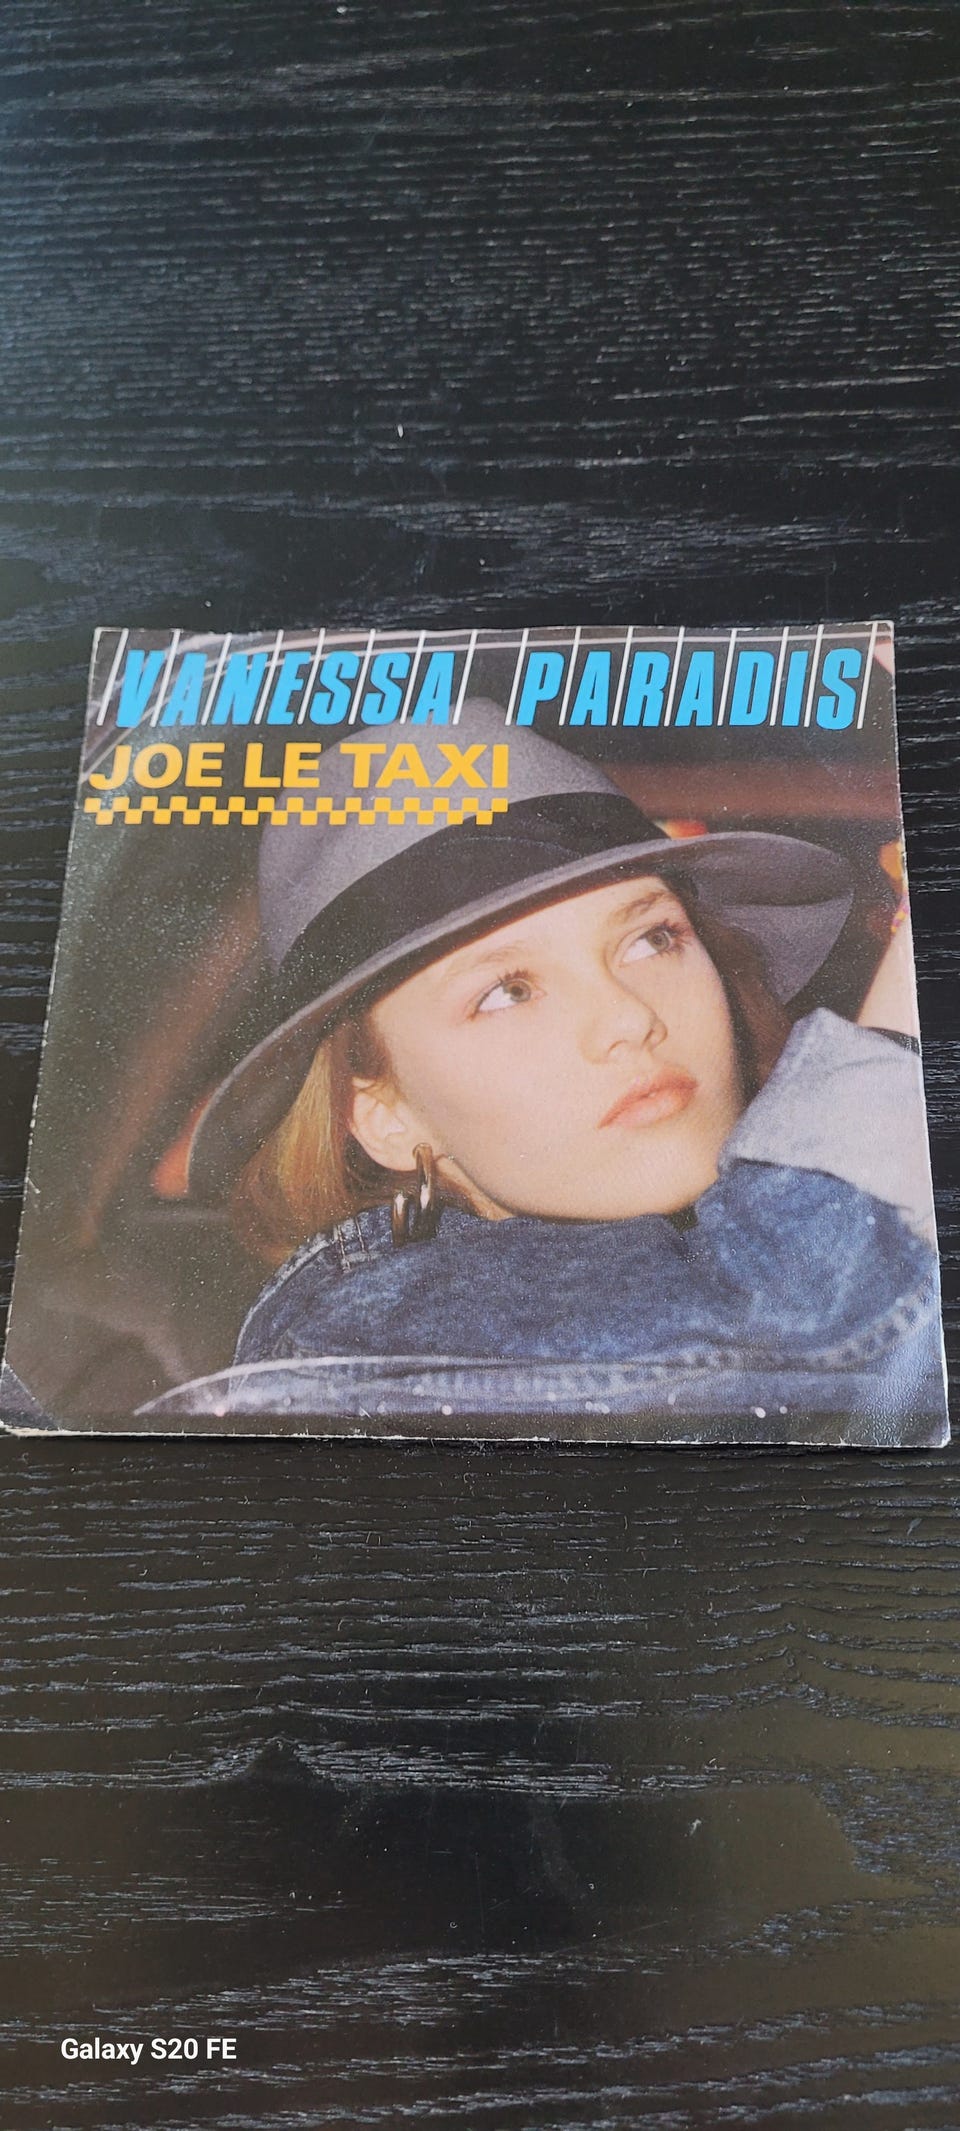 VANESSA PARADIS
JOE LE TAXI
Galaxy S20 FE